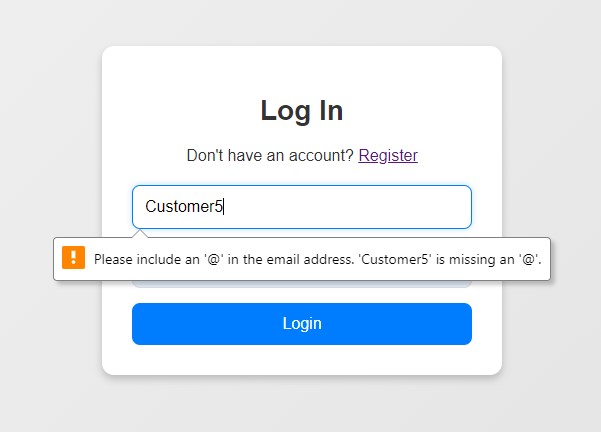 Log In
Don't have an account? Register
Customer5
Please include an '@' in the email address. 'Customer5' is missing an '@'.
Login